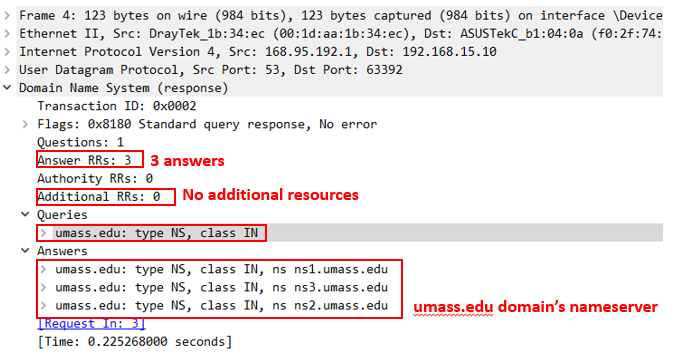 Frame 4: 123 bytes on wire (984 bits), 123 bytes captured (984 bits) on interface \Device
Ethernet II, Src: DrayTek_1b:34:ec (00:1d:aa:1b:34:ec), Dst: ASUSTekC_b1:04:0a (f0:2f:74:
Internet Protocol Version 4, Src: 168.95.192.1, Dst: 192.168.15.10
User Datagram Protocol, Src Port: 53, Dst Port: 63392
Domain Name System (response)
Transaction ID: 0x0002
Flags: 0x8180 Standard query response, No error
Questions: 1
Answer RRs: 3 3 answers
Authority RRs: 0
Additional RRs: 0 No additional resources
Queries
umass.edu: type NS, class IN
Answers
umass.edu: type NS, class IN, ns ns1.umass.edu
umass.edu: type NS, class IN, ns ns3.umass.edu
umass.edu: type NS, class IN, ns ns2.umass.edu umass.edu domain's nameserver
[Request In: 3]
[Time: 0.225268000 seconds]